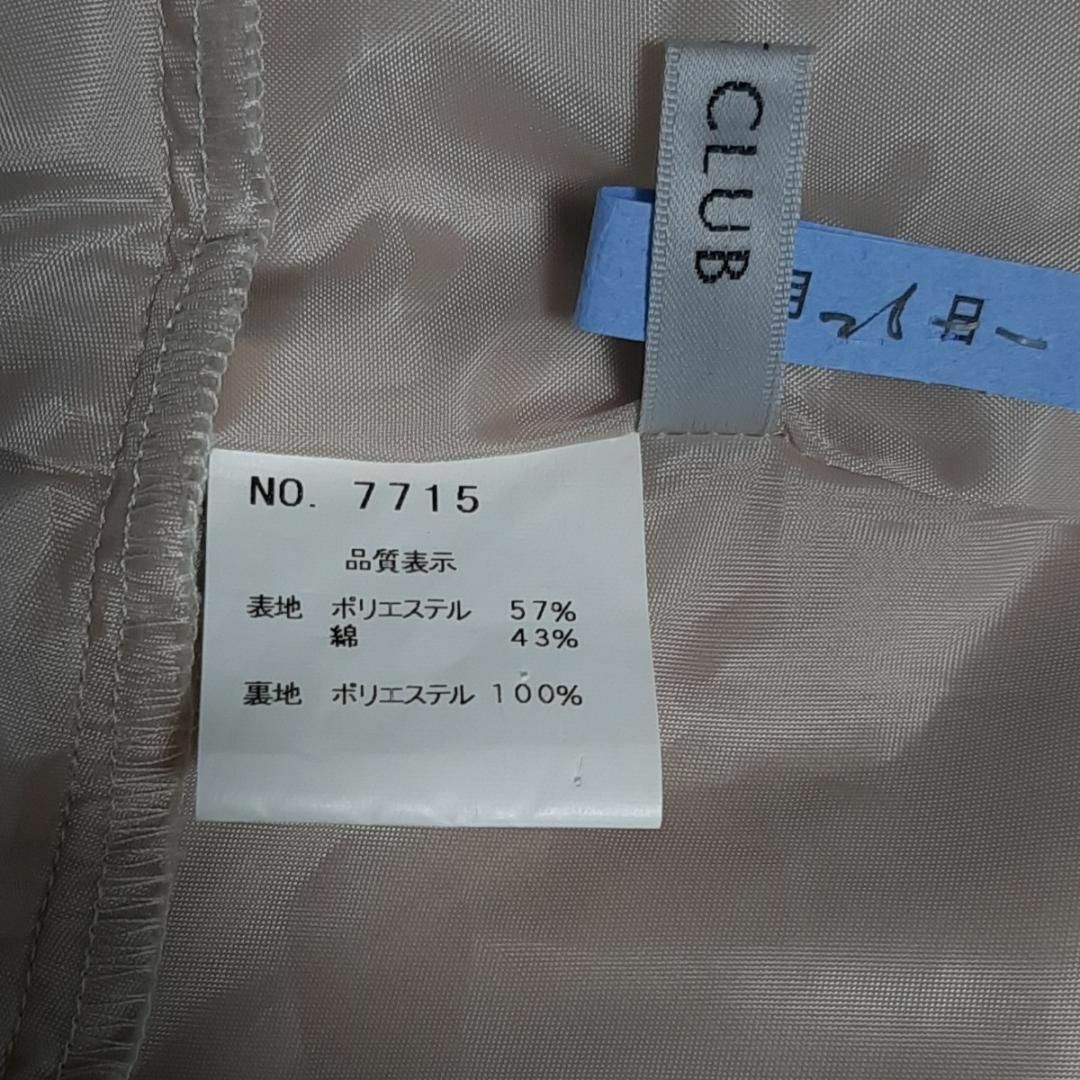 CLUB
NO. 7715
品質表示
表地 ポリエステル 57%
綿 43%
裏地 ポリエステル 100%